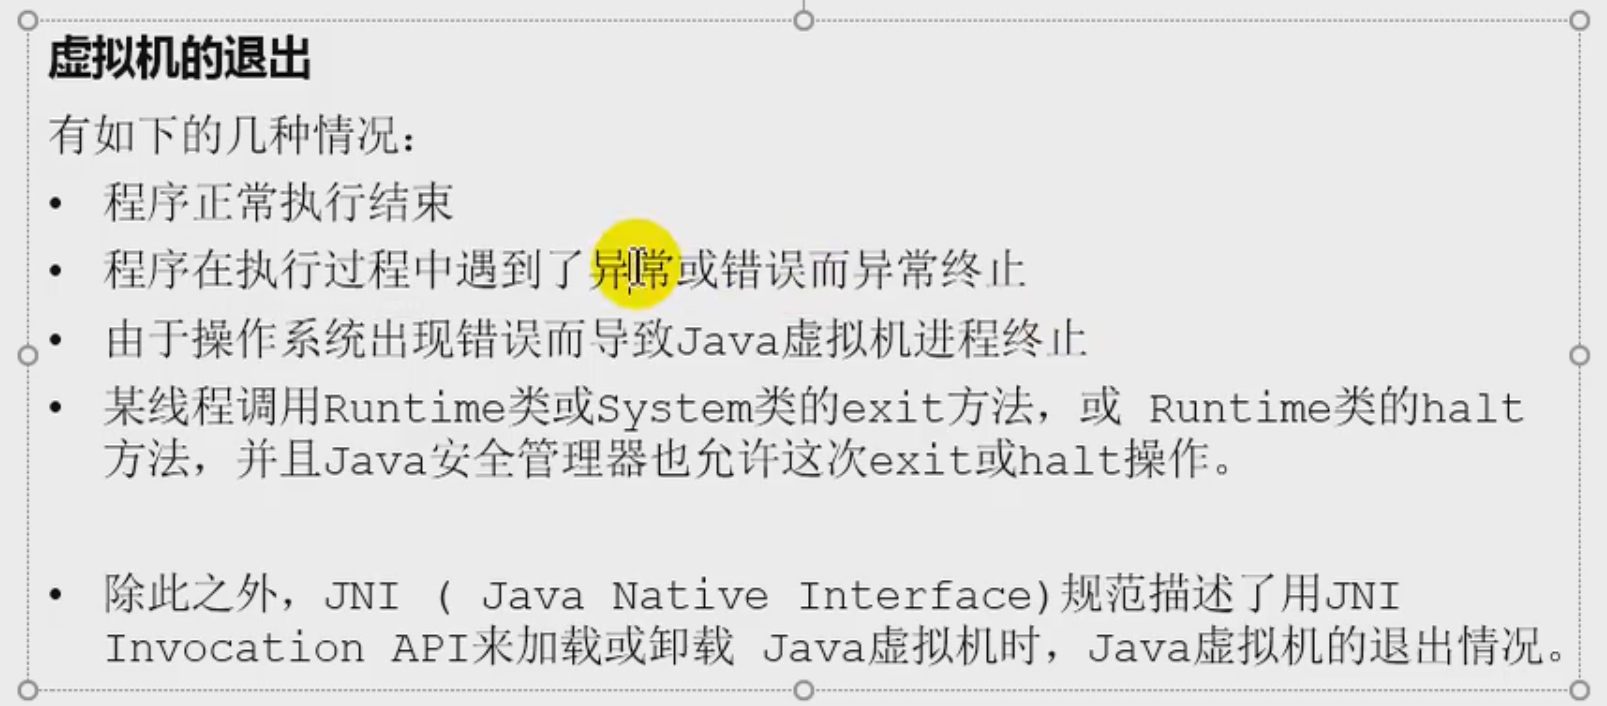 虚拟机的退出
有如下的几种情况：
• 程序正常执行结束
• 程序在执行过程中遇到了异常或错误而异常终止
• 由于操作系统出现错误而导致Java虚拟机进程终止
• 某线程调用Runtime类或System类的exit方法，或 Runtime类的halt
方法，并且Java安全管理器也允许这次exit或halt操作。
• 除此之外，JNI ( Java Native Interface)规范描述了用JNI
Invocation API来加载或卸载 Java虚拟机时，Java虚拟机的退出情况。